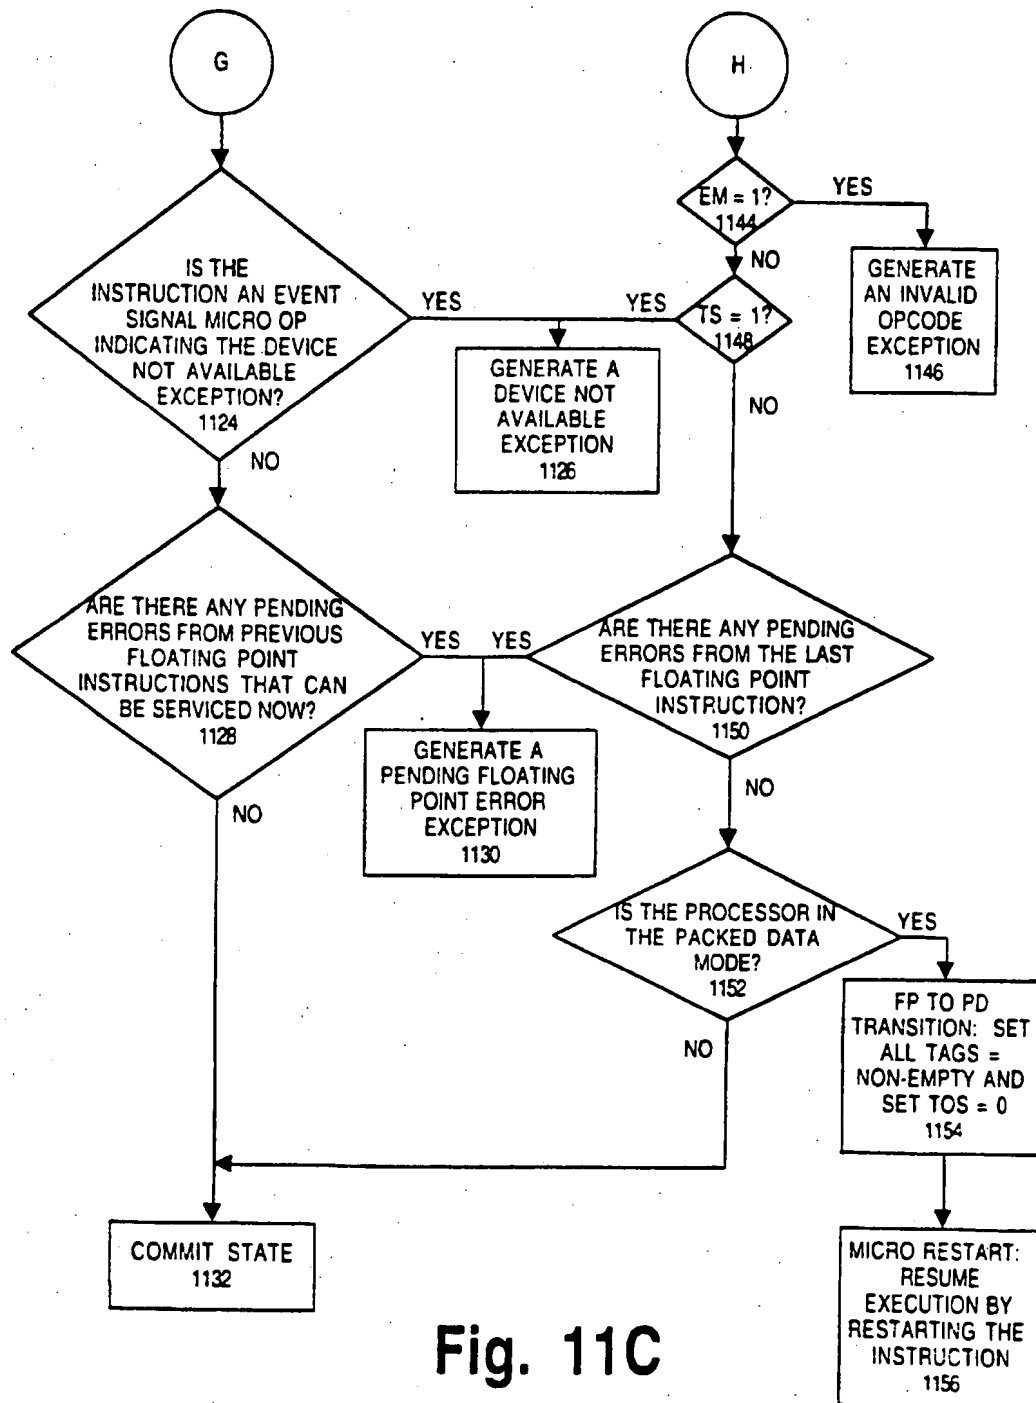 G
IS THE
INSTRUCTION AN EVENT
SIGNAL MICRO OP
INDICATING THE DEVICE
NOT AVAILABLE
EXCEPTION?
1124
YES
NO
GENERATE A
DEVICE NOT
AVAILABLE
EXCEPTION
1126
ARE THERE ANY PENDING
ERRORS FROM PREVIOUS
FLOATING POINT
INSTRUCTIONS THAT CAN
BE SERVICED NOW?
1128
YES
NO
GENERATE A
PENDING FLOATING
POINT ERROR
EXCEPTION
1130
COMMIT STATE
1132
H
EM = 1?
1144
YES
NO
GENERATE
AN INVALID
OPCODE
EXCEPTION
1146
TS = 1?
1148
YES
NO
ARE THERE ANY PENDING
ERRORS FROM THE LAST
FLOATING POINT
INSTRUCTION?
1150
YES
NO
IS THE PROCESSOR IN
THE PACKED DATA
MODE?
1152
YES
NO
FP TO PD
TRANSITION: SET
ALL TAGS =
NON-EMPTY AND
SET TOS = 0
1154
MICRO RESTART:
RESUME
EXECUTION BY
RESTARTING THE
INSTRUCTION
1156
Fig. 11C